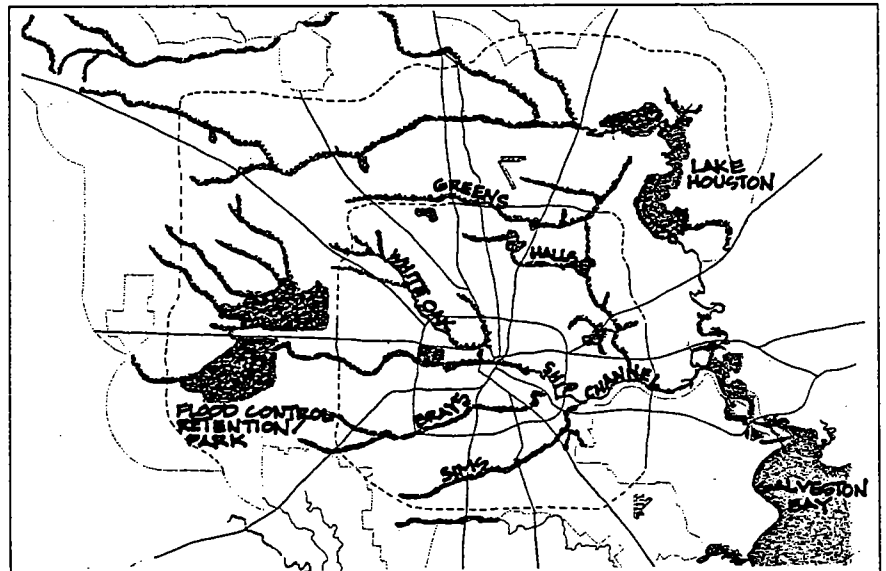 LAKE
HOUSTON
GREENS
HALLS
WHITE OAK
SHIP CHANNEL
BRAYS
SIMS
FLOOD CONTROL
RETENTION
PARK
GALVESTON
BAY